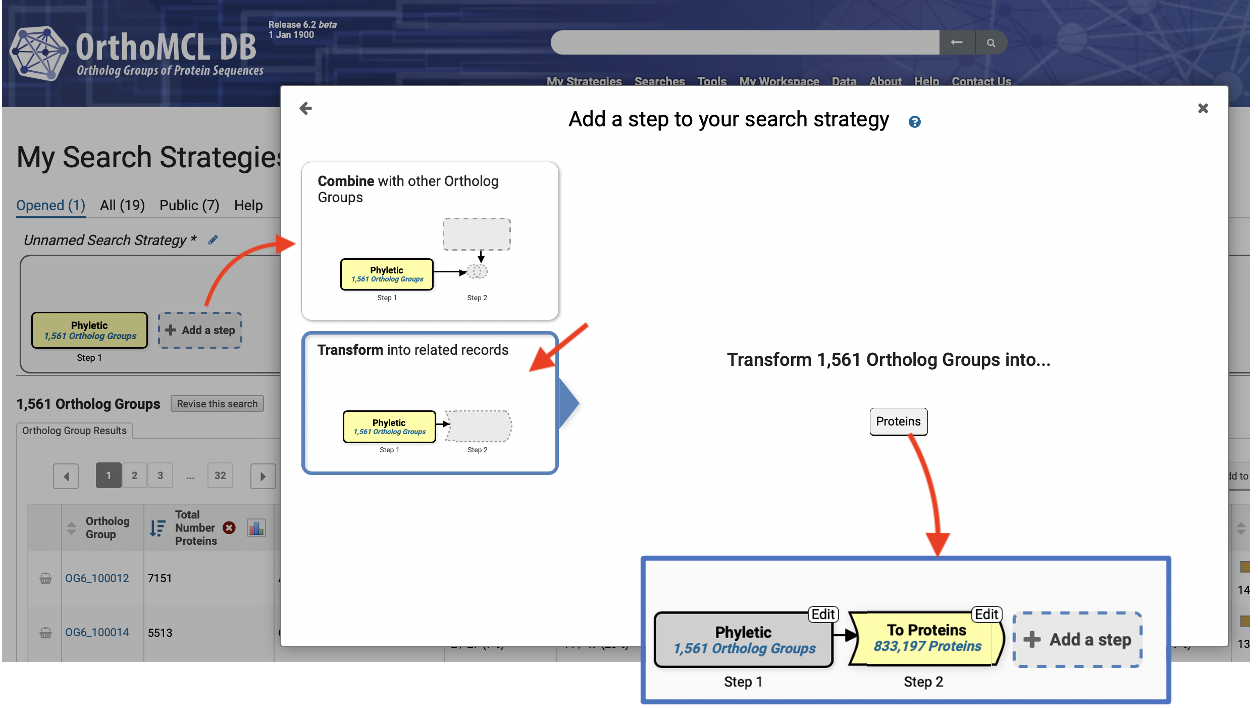 OrthoMCL DB
Ortholog Groups of Protein Sequences
Release 6.2 beta
1 Jan 1900
My Strategies Searches Tools My Workspace Data About Help Contact Us
My Search Strategies
Opened (1) All (19) Public (7) Help
Unnamed Search Strategy *
Phyletic
1,561 Ortholog Groups
Step 1
Add a step
1,561 Ortholog Groups
Revise this search
Ortholog Group Results
1 2 3 ... 32
Ortholog
Group
Total
Number
Proteins
OG6_100012 7151
OG6_100014 5513
Add a step to your search strategy
Combine with other Ortholog
Groups
Phyletic
1,561 Ortholog Groups
Step 1 Step 2
Transform into related records
Phyletic
1,561 Ortholog Groups
Step 1 Step 2
Transform 1,561 Ortholog Groups into...
Proteins
Phyletic
1,561 Ortholog Groups
Edit
Step 1
To Proteins
833,197 Proteins
Edit
Step 2
Add a step